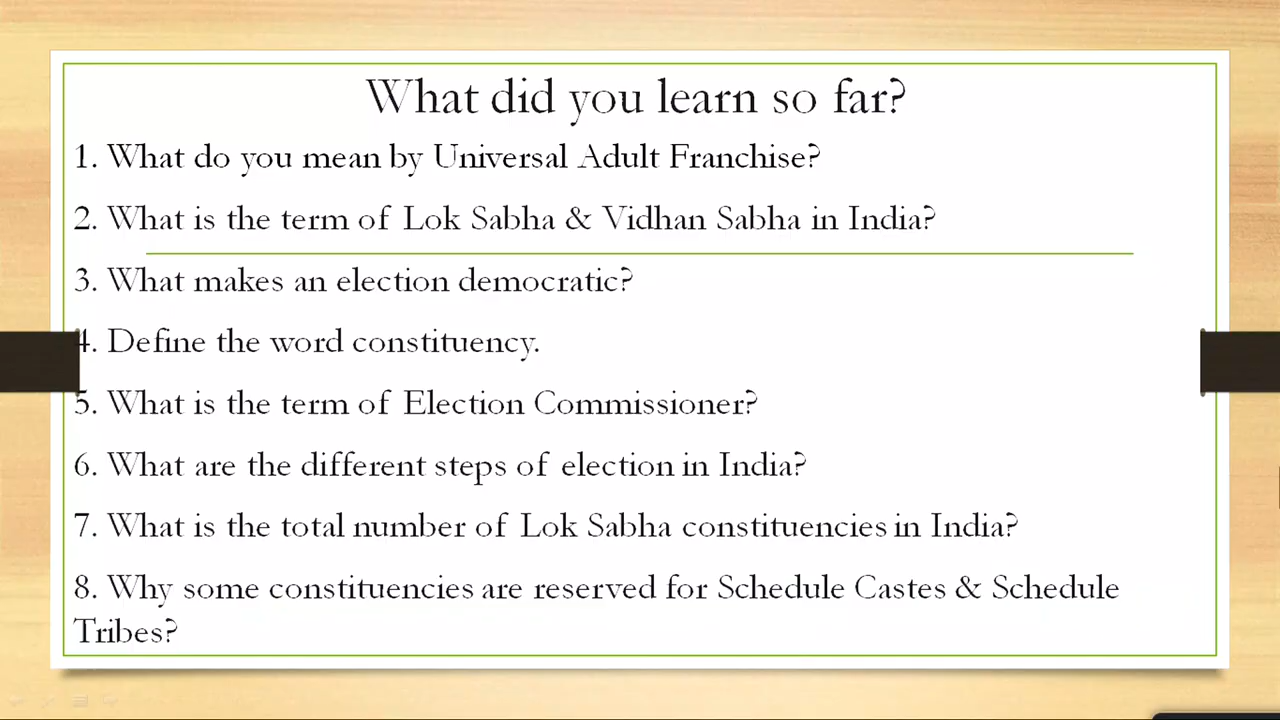 What did you learn so far?
1. What do you mean by Universal Adult Franchise?
2. What is the term of Lok Sabha & Vidhan Sabha in India?
3. What makes an election democratic?
4. Define the word constituency.
5. What is the term of Election Commissioner?
6. What are the different steps of election in India?
7. What is the total number of Lok Sabha constituencies in India?
8. Why some constituencies are reserved for Schedule Castes & Schedule
Tribes?